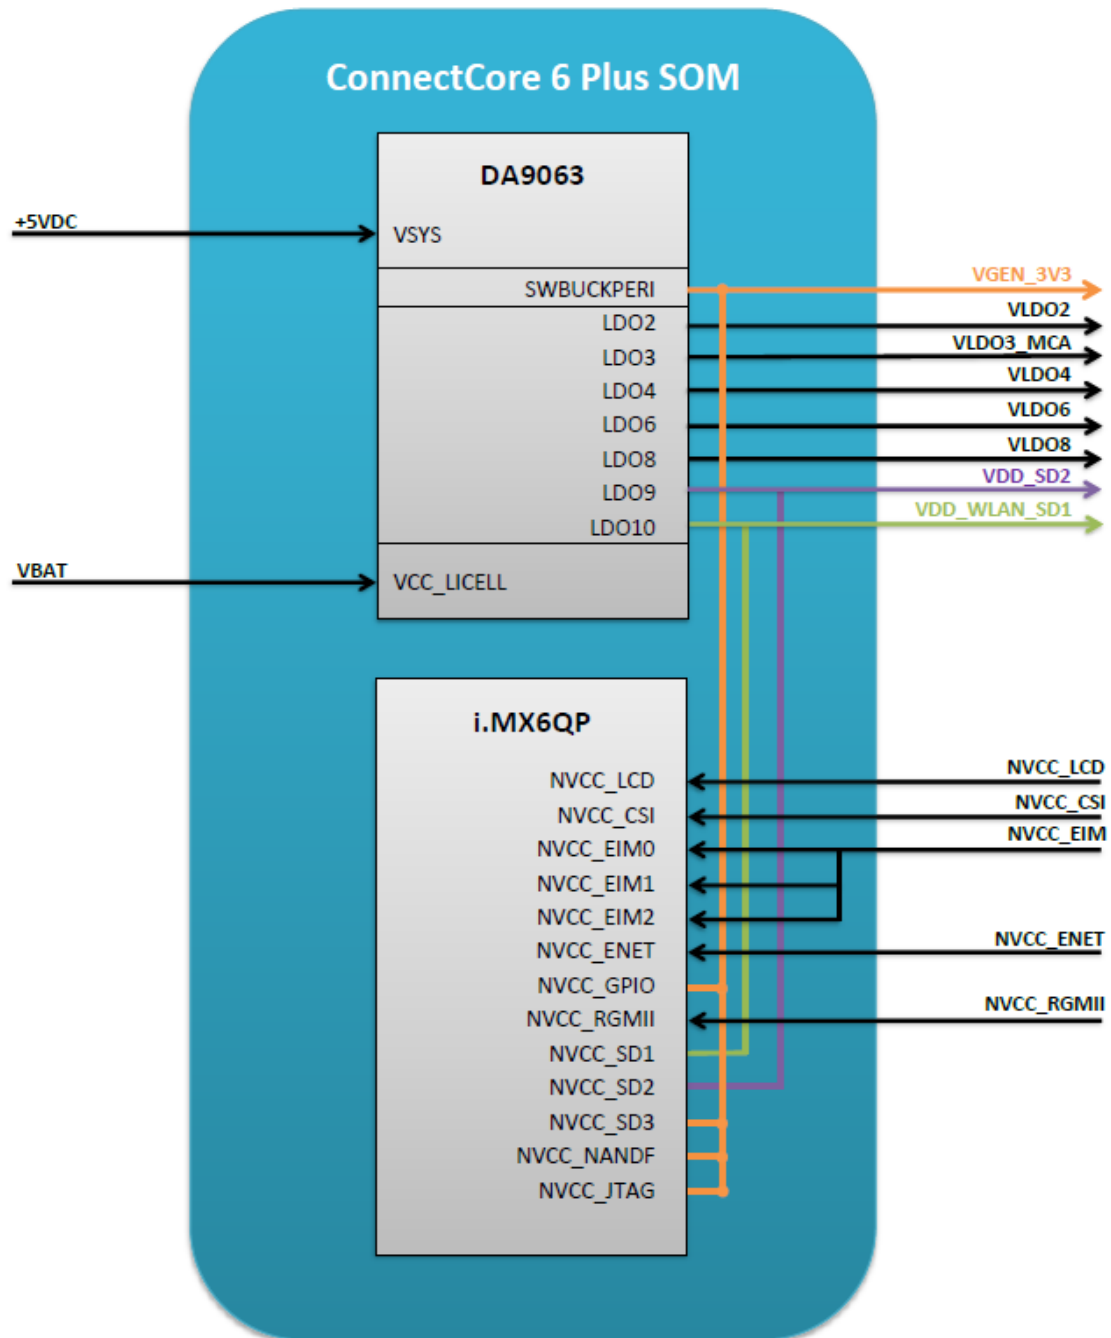 ConnectCore 6 Plus SOM
DA9063
+5VDC
VSYS
SWBUCKPERI
VGEN_3V3
LDO2
VLDO2
LDO3
VLDO3_MCA
LDO4
VLDO4
LDO6
VLDO6
LDO8
VLDO8
LDO9
VDD_SD2
LDO10
VDD_WLAN_SD1
VBAT
VCC_LICELL
i.MX6QP
NVCC_LCD
NVCC_LCD
NVCC_CSI
NVCC_CSI
NVCC_EIM0
NVCC_EIM
NVCC_EIM1
NVCC_EIM2
NVCC_ENET
NVCC_ENET
NVCC_GPIO
NVCC_RGMII
NVCC_RGMII
NVCC_SD1
NVCC_SD2
NVCC_SD3
NVCC_NANDF
NVCC_JTAG